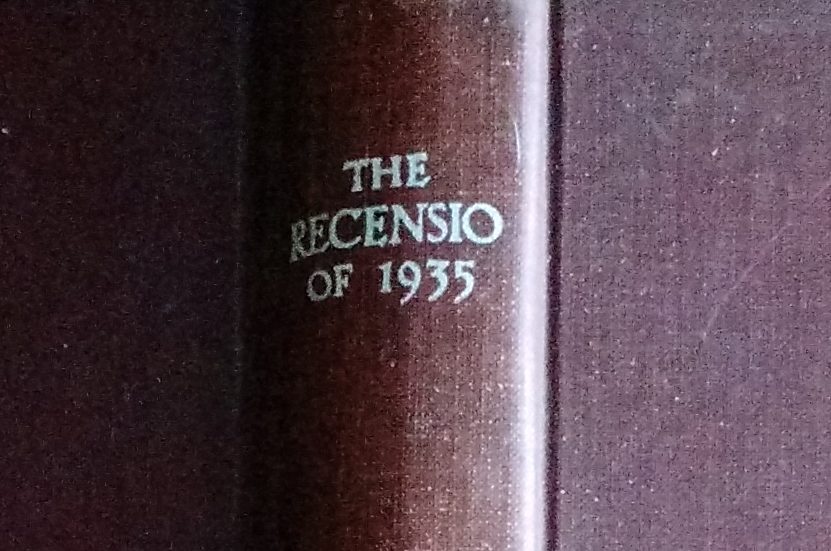 THE
RECENSIO
OF 1935